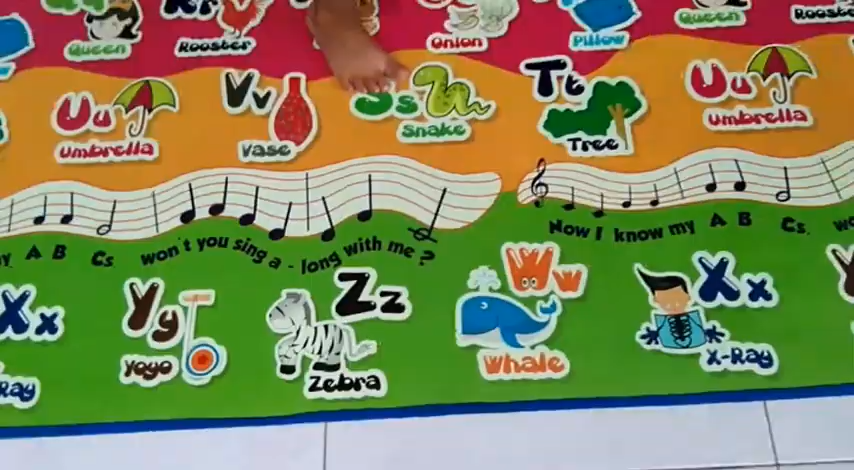 Queen
Rooster
Onion
Pillow
Queen
Rooster
Uu
Vv
Ss
Tt
Uu
Umbrella
Vase
Snake
Tree
Umbrella
A B Cs won't you sing a - long with me ?
Now I know my A B Cs.
Xx
Yy
Zz
Ww
Xx
Ray
Yoyo
Zebra
Whale
X-Ray